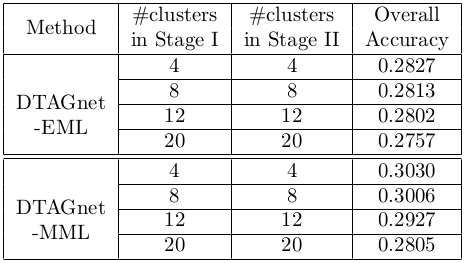 Method #clusters in Stage I #clusters in Stage II Overall Accuracy
DTAGnet -EML
4 4 0.2827
8 8 0.2813
12 12 0.2802
20 20 0.2757
DTAGnet -MML
4 4 0.3030
8 8 0.3006
12 12 0.2927
20 20 0.2805